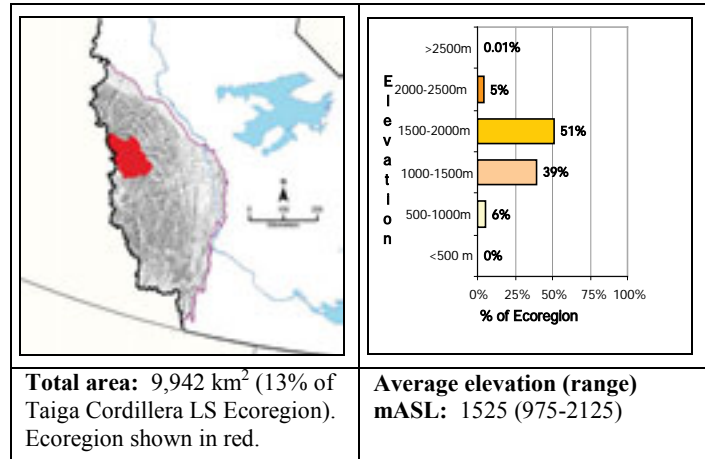 >2500m 0.01%
2000-2500m 5%
1500-2000m 51%
1000-1500m 39%
500-1000m 6%
<500 m 0%
Elevation
0% 25% 50% 75% 100%
% of Ecoregion
N
Total area: 9,942 km² (13% of
Taiga Cordillera LS Ecoregion).
Ecoregion shown in red.
Average elevation (range)
mASL: 1525 (975-2125)